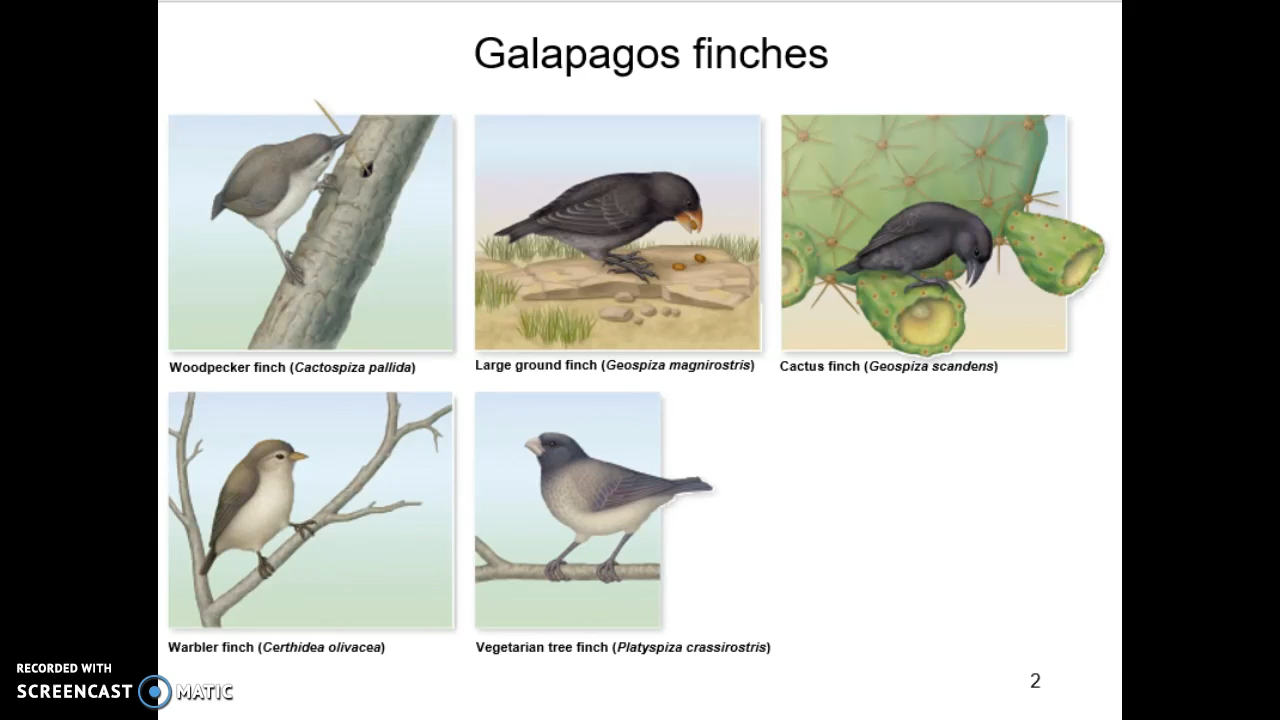 Galapagos finches
Woodpecker finch (Cactospiza pallida)
Large ground finch (Geospiza magnirostris)
Cactus finch (Geospiza scandens)
Warbler finch (Certhidea olivacea)
Vegetarian tree finch (Platyspiza crassirostris)
2
RECORDED WITH
SCREENCAST MATIC